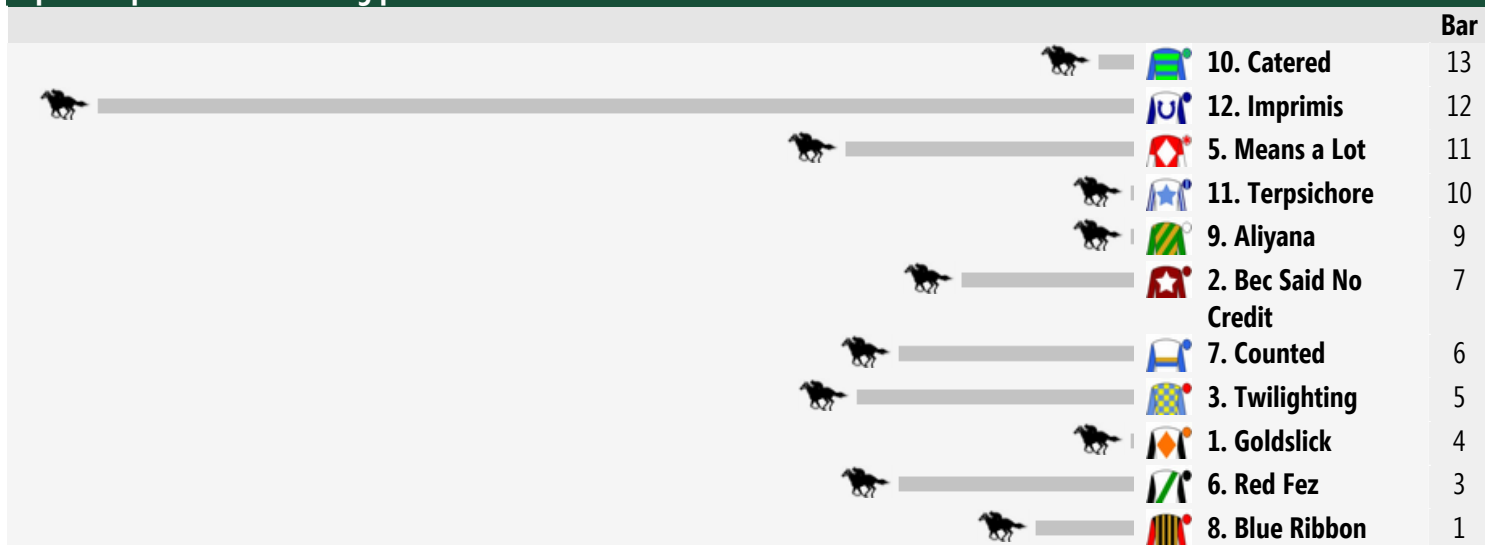 Bar
10. Catered 13
12. Imprimis 12
5. Means a Lot 11
11. Terpsichore 10
9. Aliyana 9
2. Bec Said No 7
Credit
7. Counted 6
3. Twilighting 5
1. Goldslick 4
6. Red Fez 3
8. Blue Ribbon 1